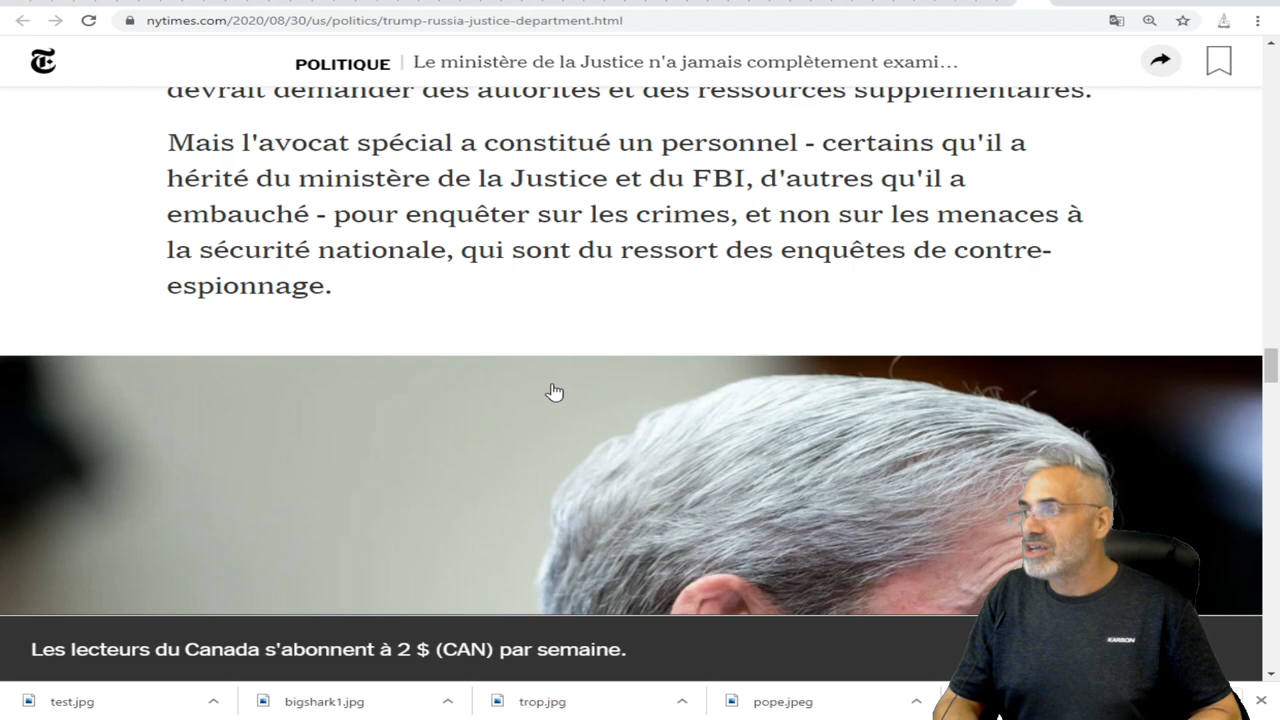 nytimes.com/2020/08/30/us/politics/trump-russia-justice-department.html
POLITIQUE | Le ministère de la Justice n'a jamais complètement exami…
devrait demander des autorités et des ressources supplémentaires.
Mais l'avocat spécial a constitué un personnel - certains qu'il a
hérité du ministère de la Justice et du FBI, d'autres qu'il a
embauché - pour enquêter sur les crimes, et non sur les menaces à
la sécurité nationale, qui sont du ressort des enquêtes de contre-
espionnage.
KARBON
Les lecteurs du Canada s'abonnent à 2 $ (CAN) par semaine.
test.jpg bigshark1.jpg trop.jpg pope.jpeg